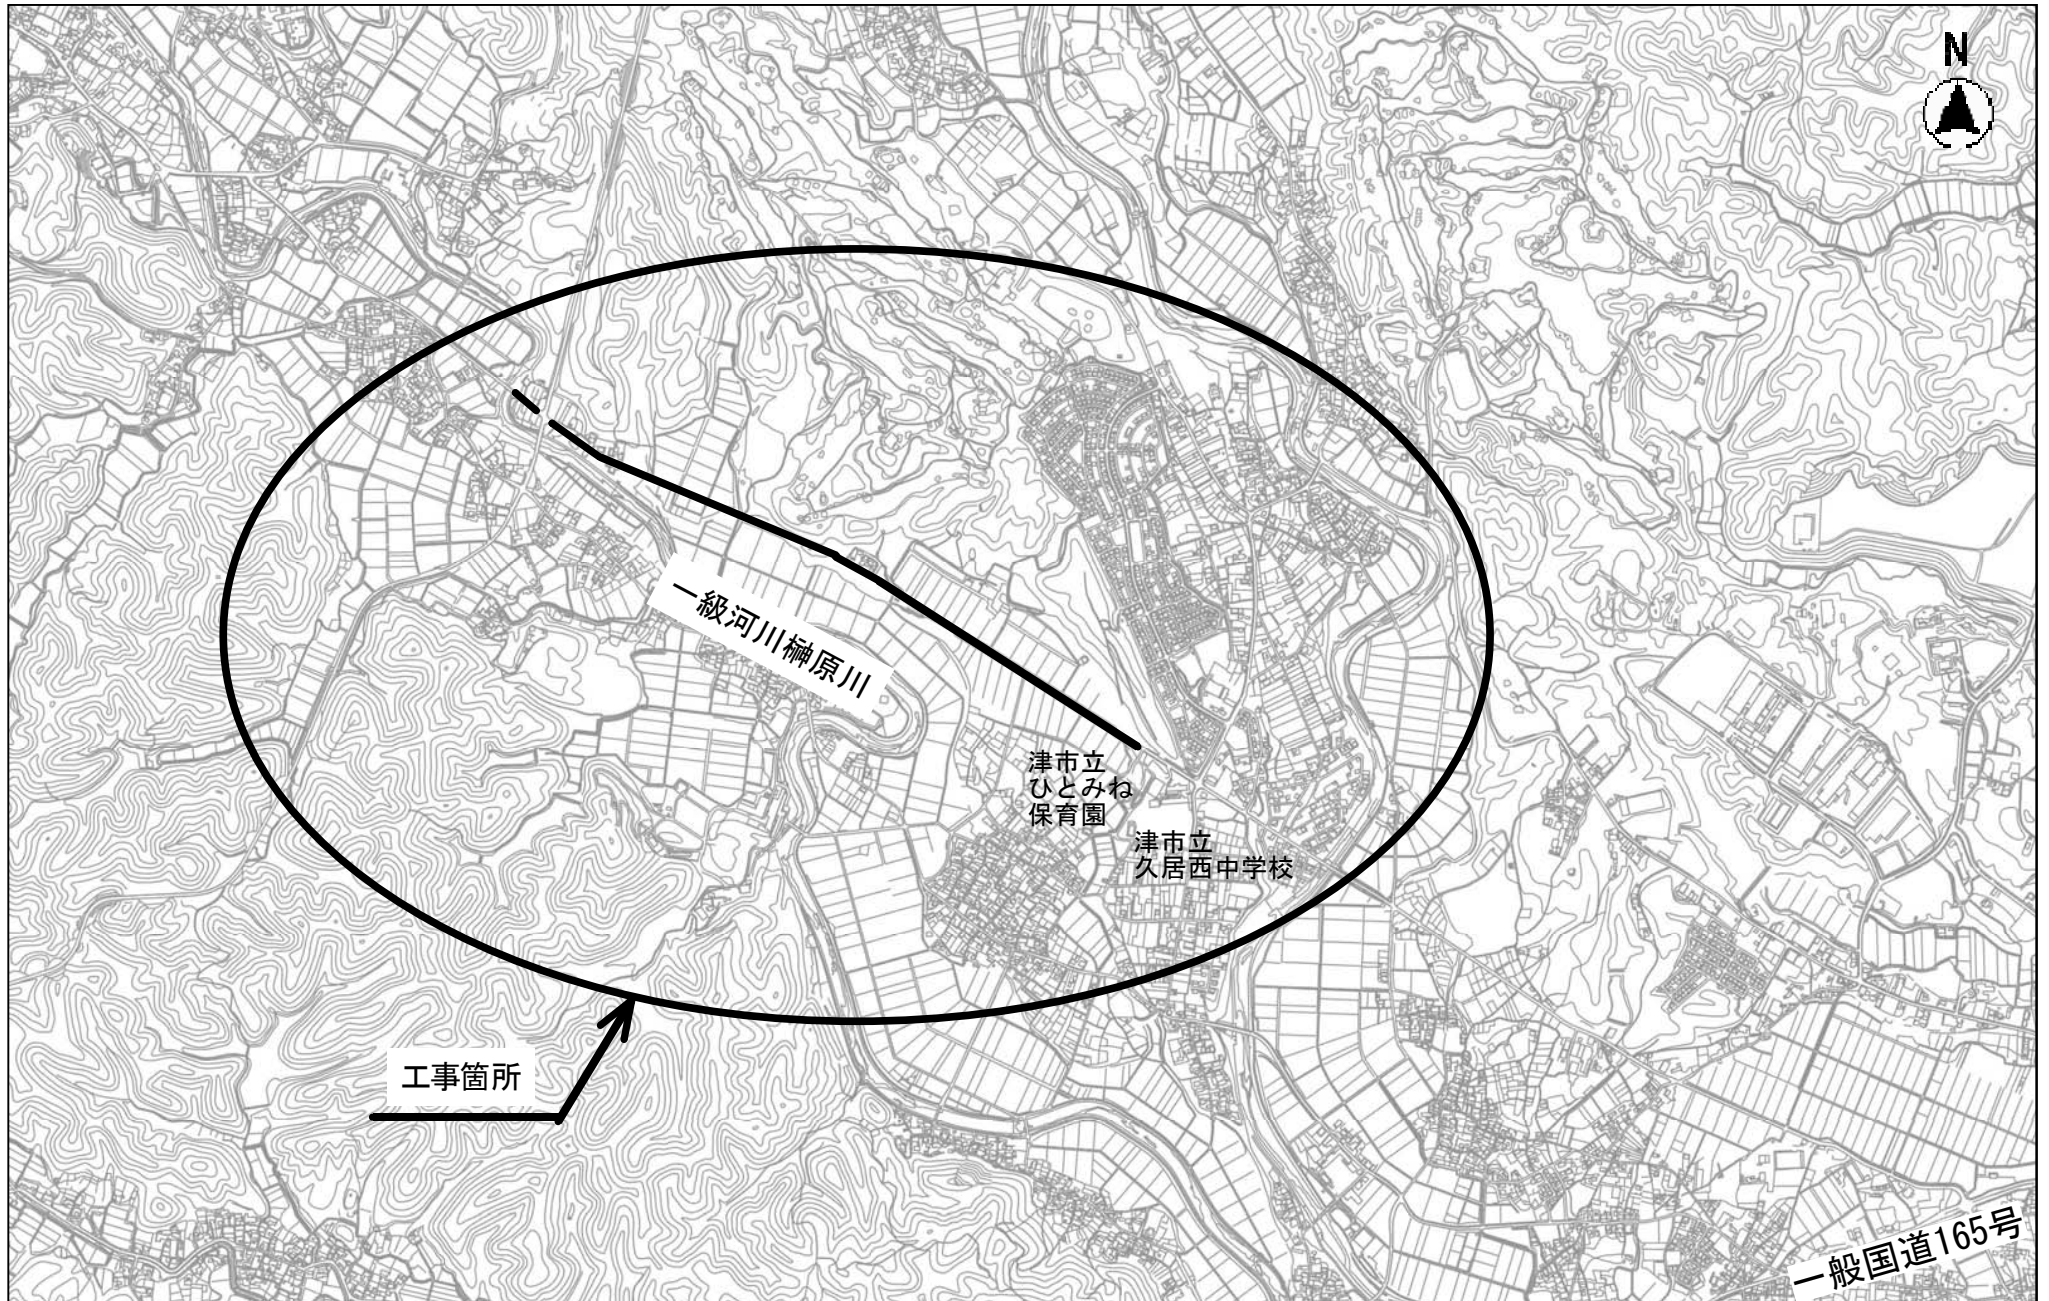 N
一級河川榊原川
津市立
ひとみね
保育園
津市立
久居西中学校
工事箇所
一般国道165号